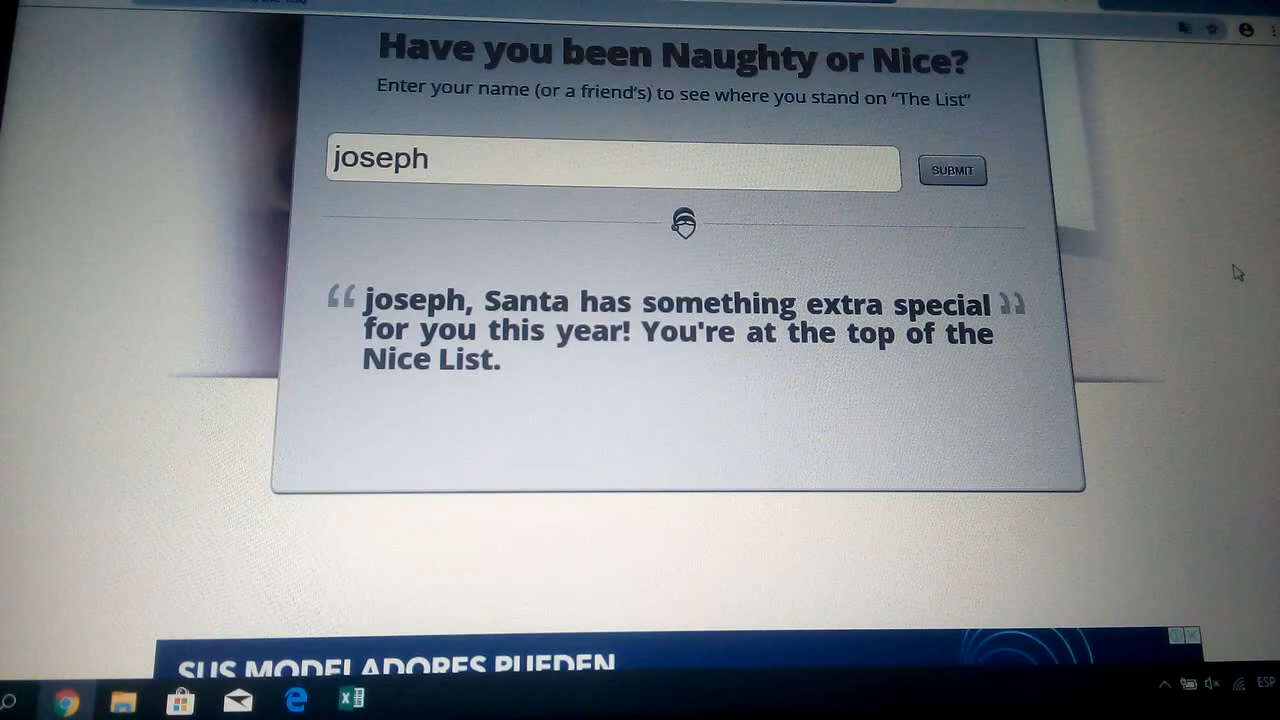 Have you been Naughty or Nice?
Enter your name (or a friend's) to see where you stand on "The List"
joseph
SUBMIT
“ joseph, Santa has something extra special ”
for you this year! You're at the top of the
Nice List.
SUS MODELADORES PUEDEN
ESP